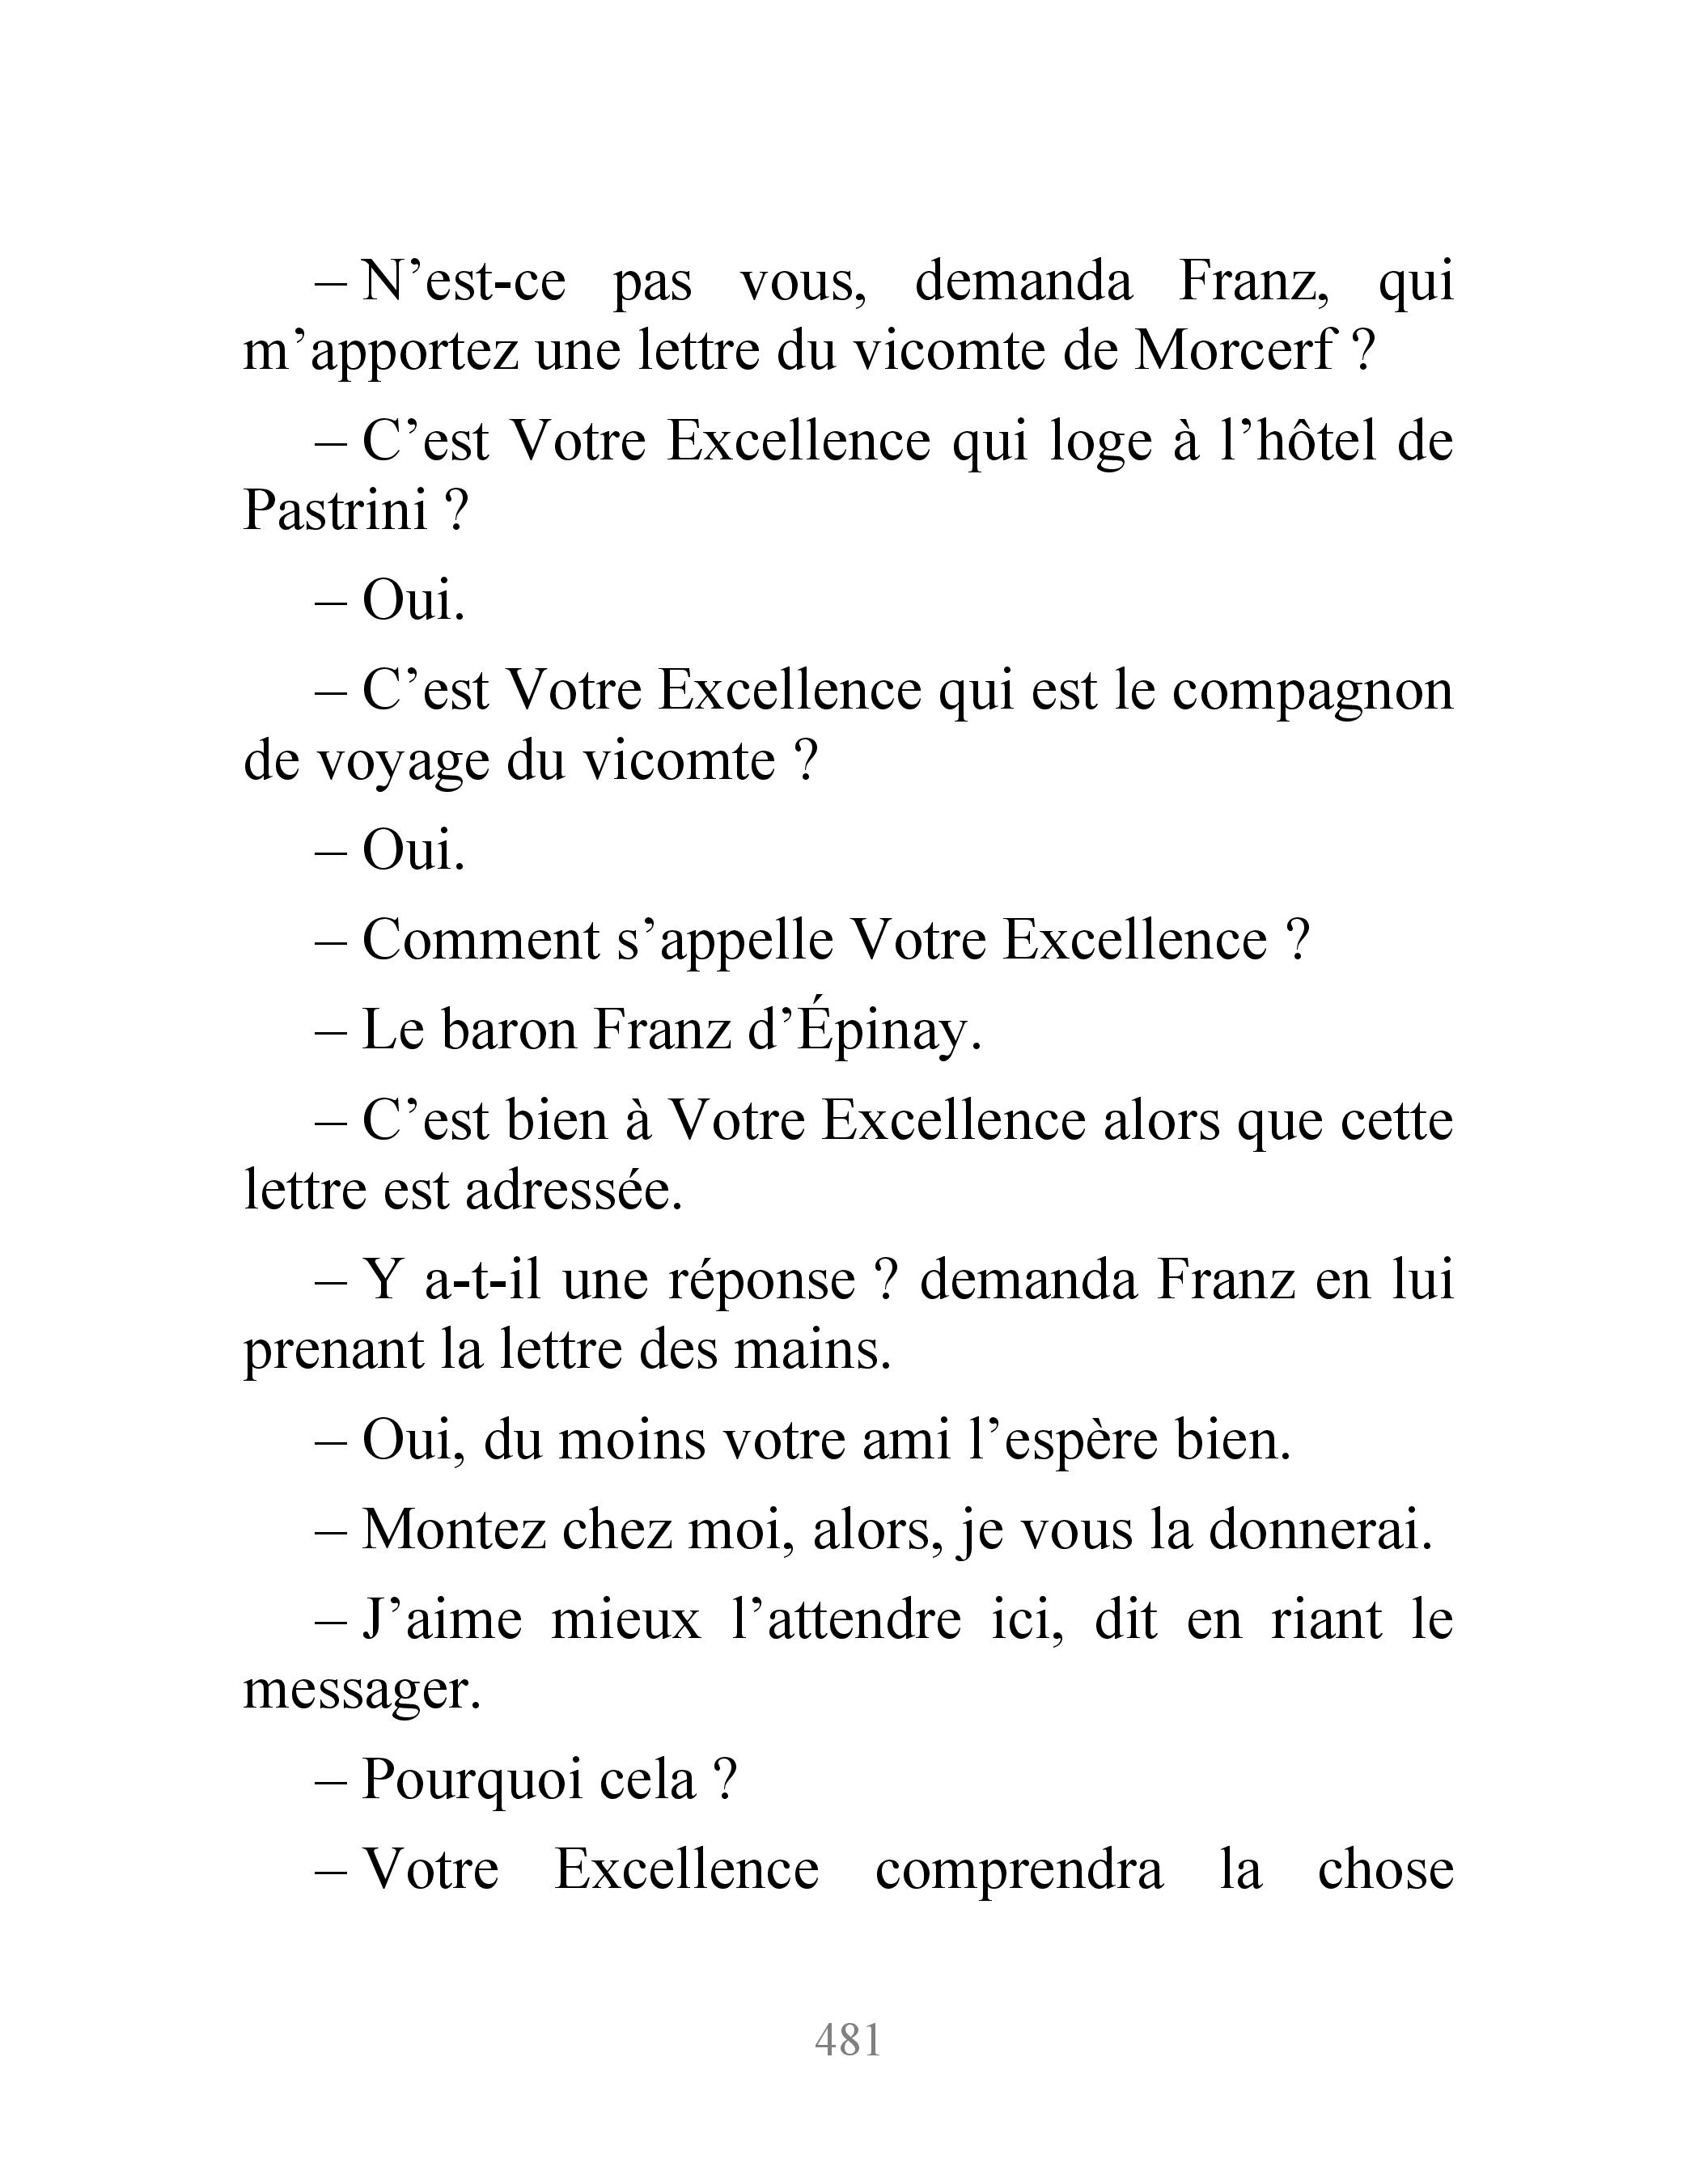 – N’est-ce pas vous, demanda Franz, qui
m’apportez une lettre du vicomte de Morcerf ?
– C’est Votre Excellence qui loge à l’hôtel de
Pastrini ?
– Oui.
– C’est Votre Excellence qui est le compagnon
de voyage du vicomte ?
– Oui.
– Comment s’appelle Votre Excellence ?
– Le baron Franz d’Épinay.
– C’est bien à Votre Excellence alors que cette
lettre est adressée.
– Y a-t-il une réponse ? demanda Franz en lui
prenant la lettre des mains.
– Oui, du moins votre ami l’espère bien.
– Montez chez moi, alors, je vous la donnerai.
– J’aime mieux l’attendre ici, dit en riant le
messager.
– Pourquoi cela ?
– Votre Excellence comprendra la chose
481